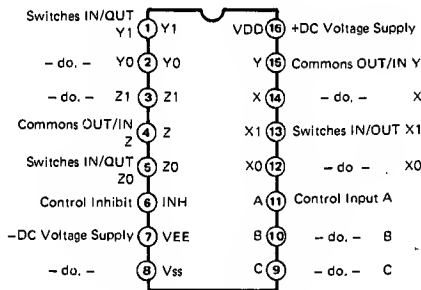 Switches IN/OUT
Y1 1 Y1 VDD 16 +DC Voltage Supply
– do. – Y0 2 Y0 Y 15 Commons OUT/IN Y
– do. – Z1 3 Z1 X 14 – do. – X
Commons OUT/IN
Z 4 Z X1 13 Switches IN/OUT X1
Switches IN/OUT
Z0 5 Z0 X0 12 – do – X0
Control Inhibit 6 INH A 11 Control Input A
–DC Voltage Supply 7 VEE B 10 – do. – B
– do. – 8 Vss C 9 – do. – C